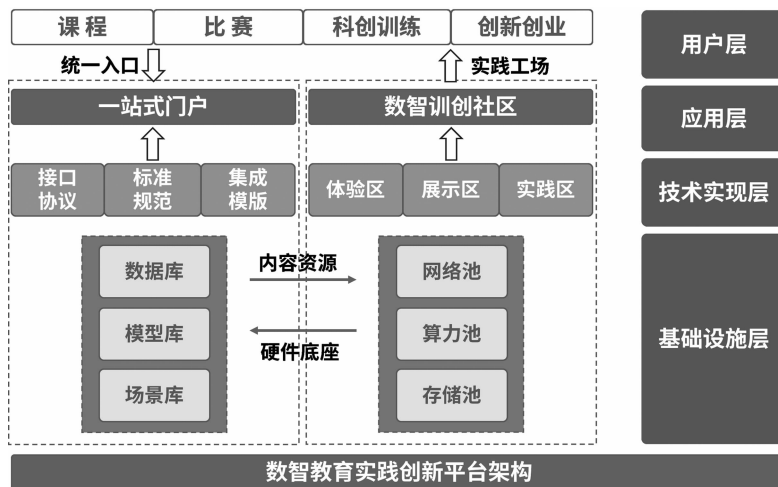 课 程
比 赛
科创训练
创新创业
用户层
统一入口
实践工场
一站式门户
数智训创社区
应用层
接口
协议
标准
规范
集成
模版
体验区
展示区
实践区
技术实现层
数据库
模型库
场景库
内容资源
硬件底座
网络池
算力池
存储池
基础设施层
数智教育实践创新平台架构